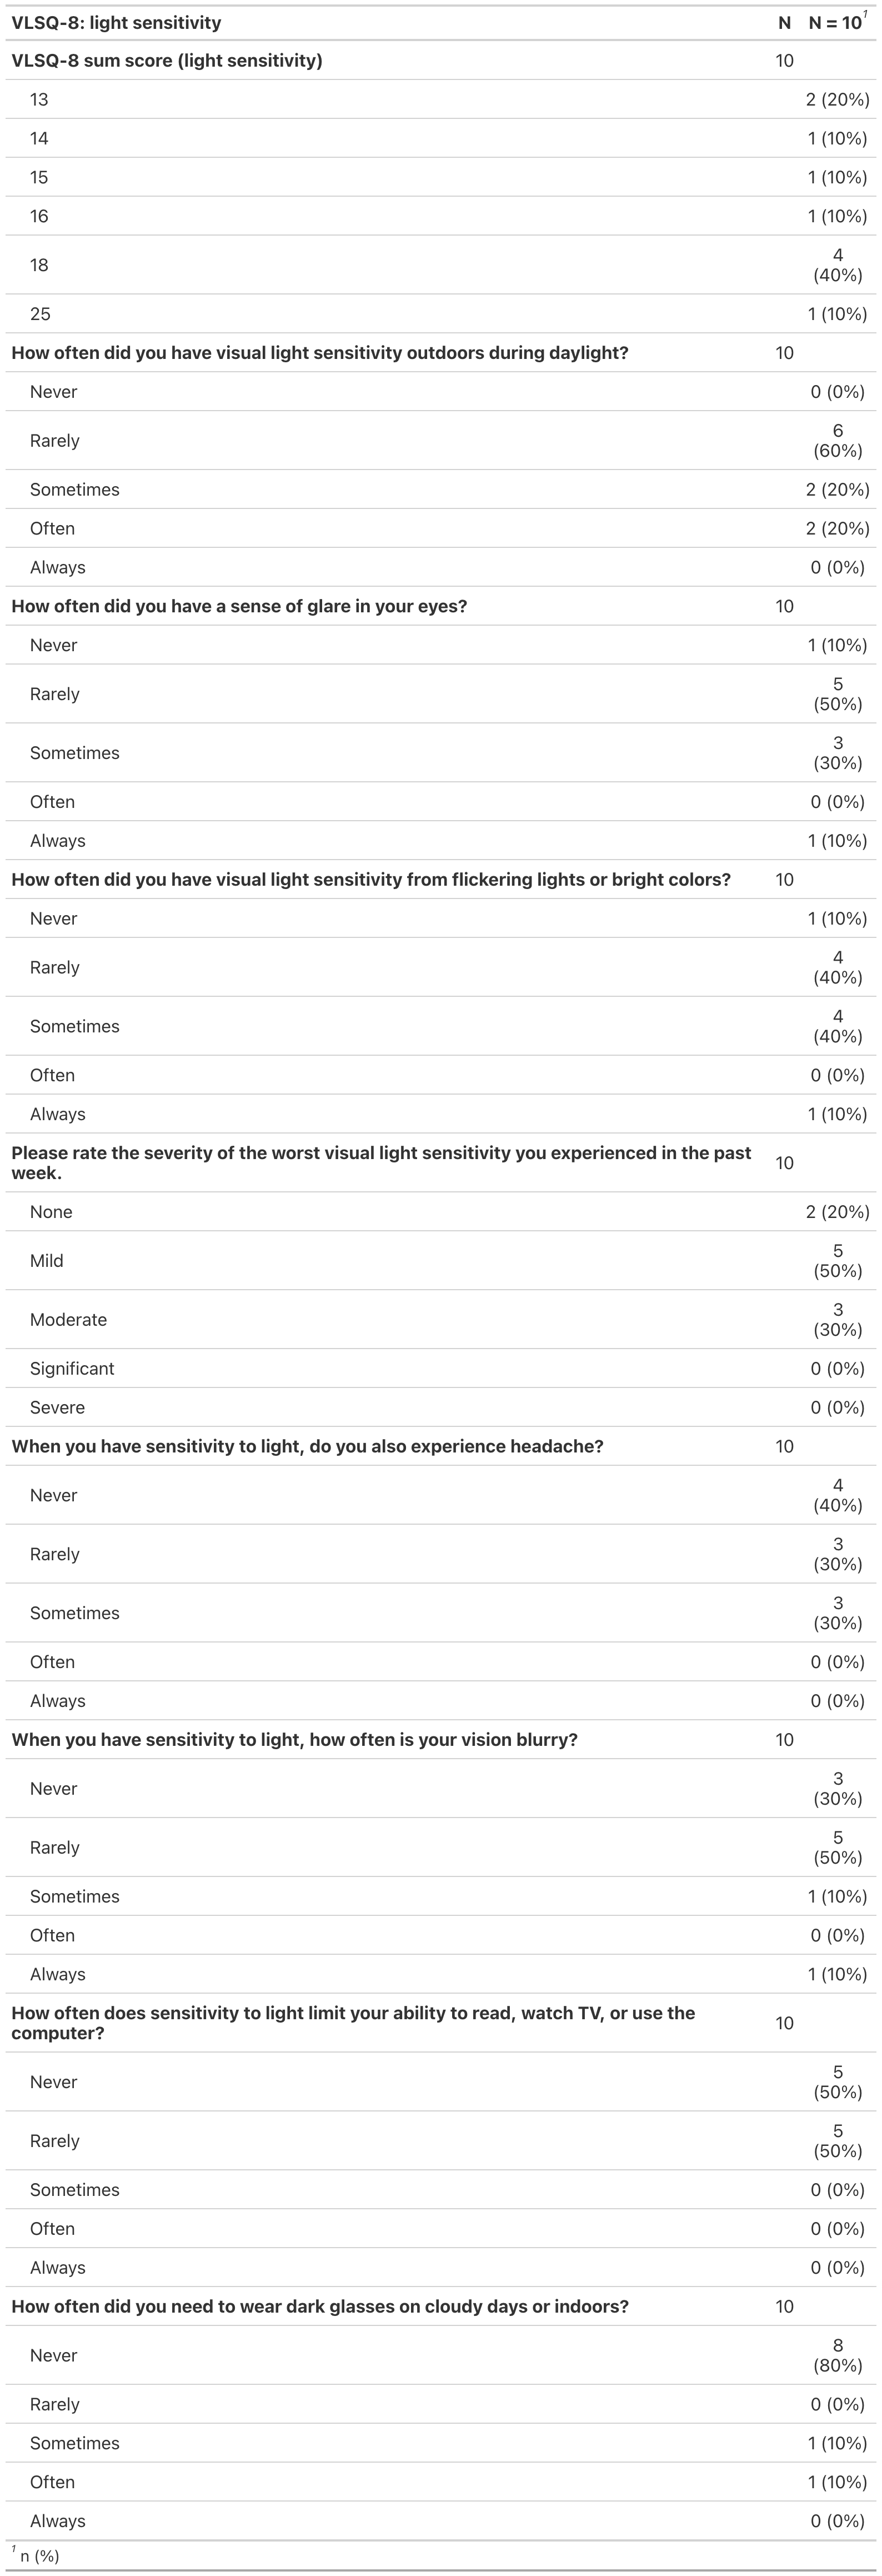 VLSQ-8: light sensitivity N N = 10¹
VLSQ-8 sum score (light sensitivity) 10
13 2 (20%)
14 1 (10%)
15 1 (10%)
16 1 (10%)
18 4 (40%)
25 1 (10%)
How often did you have visual light sensitivity outdoors during daylight? 10
Never 0 (0%)
Rarely 6 (60%)
Sometimes 2 (20%)
Often 2 (20%)
Always 0 (0%)
How often did you have a sense of glare in your eyes? 10
Never 1 (10%)
Rarely 5 (50%)
Sometimes 3 (30%)
Often 0 (0%)
Always 1 (10%)
How often did you have visual light sensitivity from flickering lights or bright colors? 10
Never 1 (10%)
Rarely 4 (40%)
Sometimes 4 (40%)
Often 0 (0%)
Always 1 (10%)
Please rate the severity of the worst visual light sensitivity you experienced in the past
week. 10
None 2 (20%)
Mild 5 (50%)
Moderate 3 (30%)
Significant 0 (0%)
Severe 0 (0%)
When you have sensitivity to light, do you also experience headache? 10
Never 4 (40%)
Rarely 3 (30%)
Sometimes 3 (30%)
Often 0 (0%)
Always 0 (0%)
When you have sensitivity to light, how often is your vision blurry? 10
Never 3 (30%)
Rarely 5 (50%)
Sometimes 1 (10%)
Often 0 (0%)
Always 1 (10%)
How often does sensitivity to light limit your ability to read, watch TV, or use the
computer? 10
Never 5 (50%)
Rarely 5 (50%)
Sometimes 0 (0%)
Often 0 (0%)
Always 0 (0%)
How often did you need to wear dark glasses on cloudy days or indoors? 10
Never 8 (80%)
Rarely 0 (0%)
Sometimes 1 (10%)
Often 1 (10%)
Always 0 (0%)
¹ n (%)